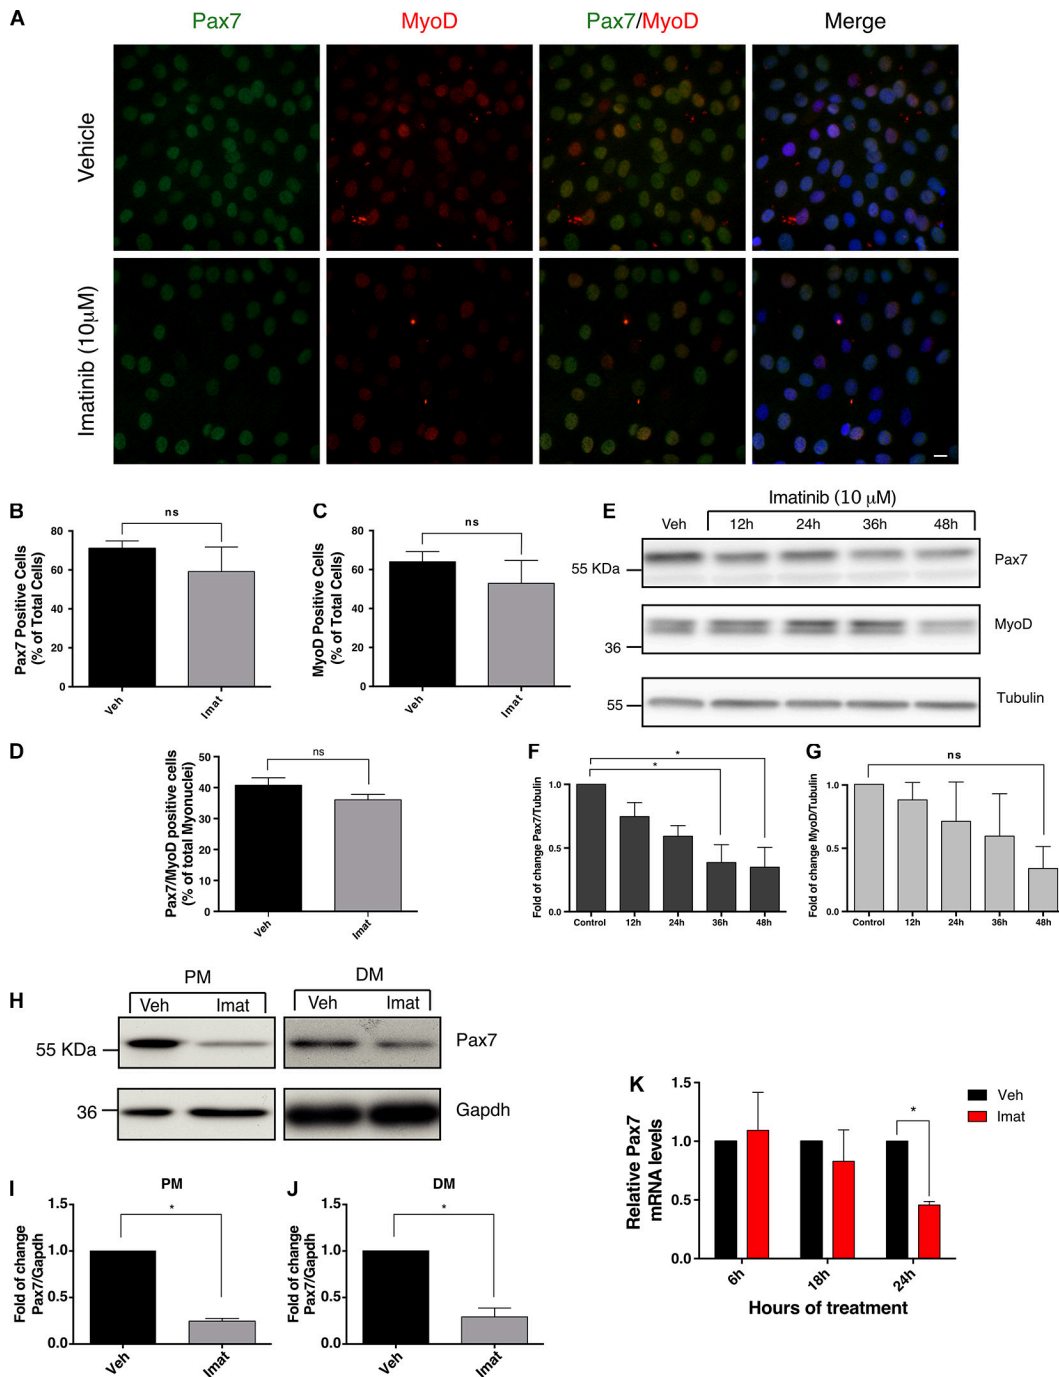 A
Pax7 MyoD Pax7/MyoD Merge
Vehicle
Imatinib (10µM)
B
ns
Pax7 Positive Cells
(% of Total Cells)
80
60
40
20
0
Veh Imat
C
ns
MyoD Positive Cells
(% of Total Cells)
80
60
40
20
0
Veh Imat
D
ns
Pax7/MyoD positive cells
(% of total Myonuclei)
50
40
30
20
10
0
Veh Imat
E
Imatinib (10 µM)
Veh 12h 24h 36h 48h
55 KDa Pax7
MyoD
36
55 Tubulin
F
*
*
Fold of change Pax7/Tubulin
1.0
0.5
0.0
Control 12h 24h 36h 48h
G
ns
Fold of change MyoD/Tubulin
1.0
0.5
0.0
Control 12h 24h 36h 48h
H
PM DM
Veh Imat Veh Imat
55 KDa Pax7
36 Gapdh
I
PM
*
Fold of change
Pax7/Gapdh
1.5
1.0
0.5
0.0
Veh Imat
J
DM
*
Fold of change
Pax7/Gapdh
1.5
1.0
0.5
0.0
Veh Imat
K
Veh
Imat
*
Relative Pax7
mRNA levels
1.5
1.0
0.5
0.0
6h 18h 24h
Hours of treatment